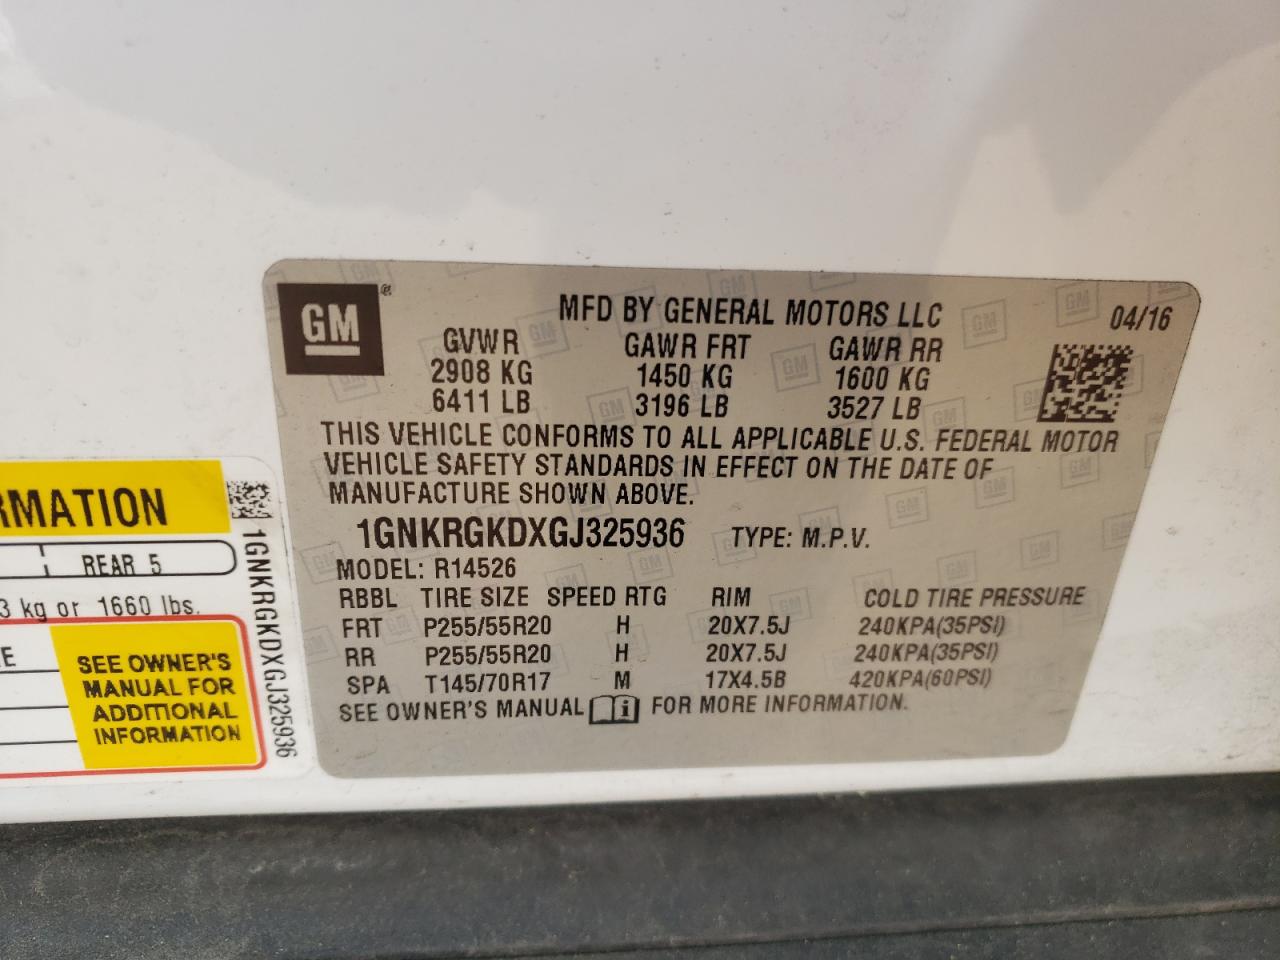 GM®
MFD BY GENERAL MOTORS LLC 04/16
GVWR GAWR FRT GAWR RR
2908 KG 1450 KG 1600 KG
6411 LB 3196 LB 3527 LB
THIS VEHICLE CONFORMS TO ALL APPLICABLE U.S. FEDERAL MOTOR
VEHICLE SAFETY STANDARDS IN EFFECT ON THE DATE OF
MANUFACTURE SHOWN ABOVE.
1GNKRGKDXGJ325936 TYPE: M.P.V.
MODEL: R14526
RBBL TIRE SIZE SPEED RTG RIM COLD TIRE PRESSURE
FRT P255/55R20 H 20X7.5J 240KPA(35PSI)
RR P255/55R20 H 20X7.5J 240KPA(35PSI)
SPA T145/70R17 M 17X4.5B 420KPA(60PSI)
SEE OWNER'S MANUAL FOR MORE INFORMATION.
RMATION
REAR 5
3 kg or 1660 lbs.
E
SEE OWNER'S
MANUAL FOR
ADDITIONAL
INFORMATION
1GNKRGKDXGJ325936